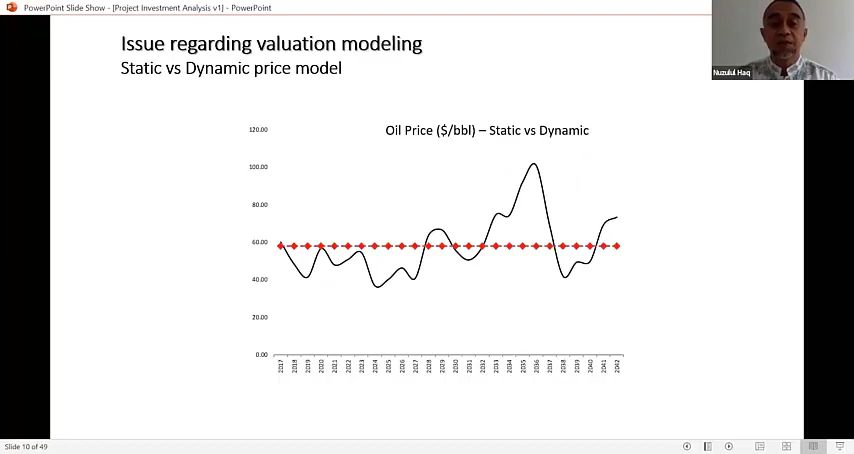 PowerPoint Slide Show - [Project Investment Analysis v1] - PowerPoint
Issue regarding valuation modeling
Static vs Dynamic price model
Nuzulul Haq
Oil Price ($/bbl) – Static vs Dynamic
120.00
100.00
80.00
60.00
40.00
20.00
0.00
2017 2018 2019 2020 2021 2022 2023 2024 2025 2026 2027 2028 2029 2030 2031 2032 2033 2034 2035 2036 2037 2038 2039 2040 2041 2042
Slide 10 of 49